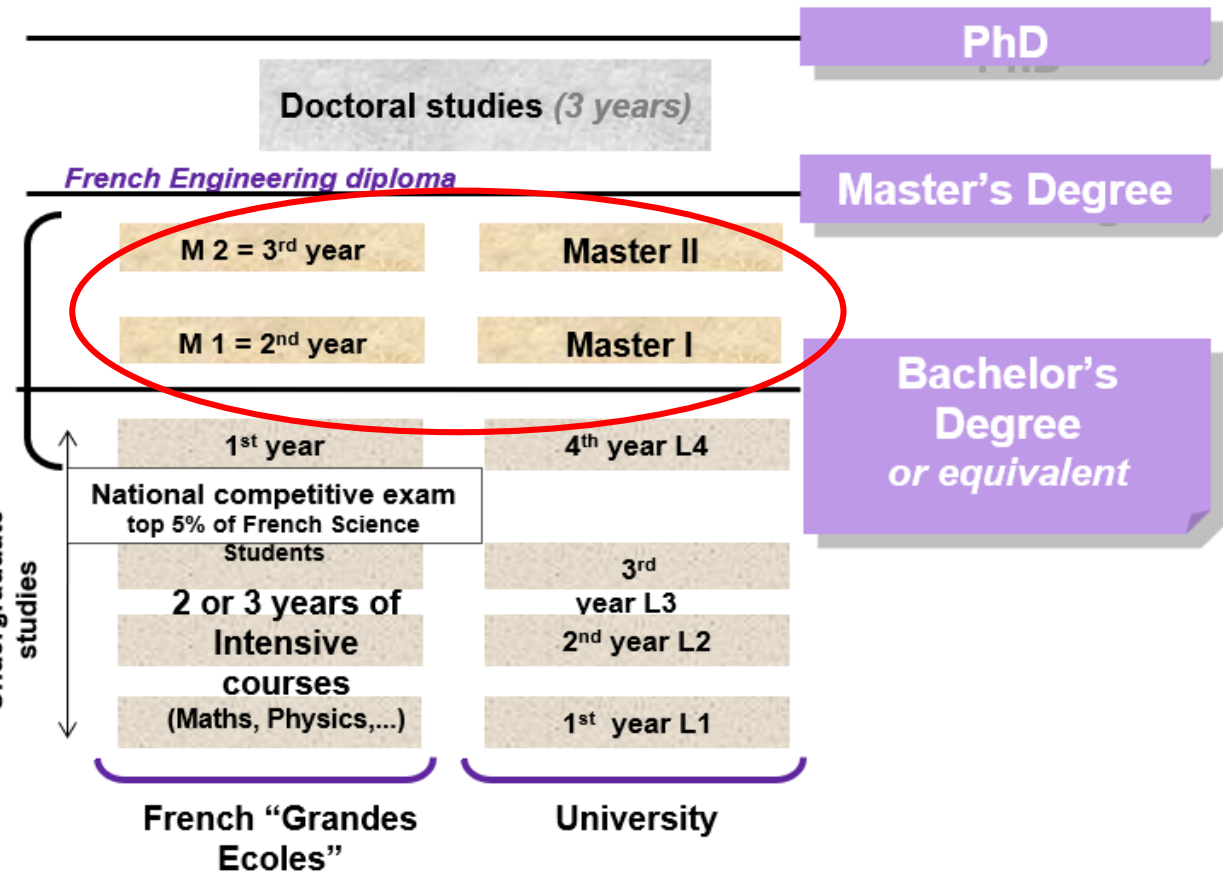 PhD
Doctoral studies (3 years)
French Engineering diploma
Master's Degree
M 2 = 3rd year
Master II
M 1 = 2nd year
Master I
Bachelor's
Degree
or equivalent
1st year
4th year L4
National competitive exam
top 5% of French Science
Students
3rd
year L3
2 or 3 years of
Intensive
courses
(Maths, Physics,...)
2nd year L2
1st year L1
studies
French “Grandes
Ecoles”
University